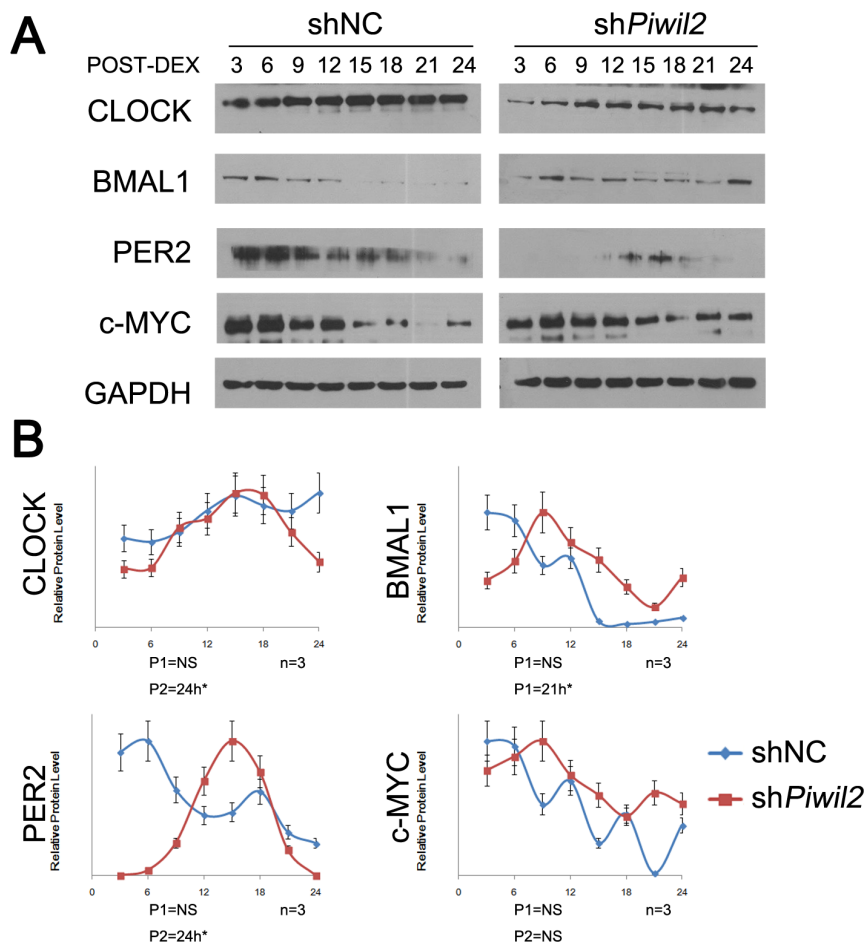 A
shNC shPiwil2
POST-DEX 3 6 9 12 15 18 21 24 3 6 9 12 15 18 21 24
CLOCK
BMAL1
PER2
c-MYC
GAPDH
B
CLOCK
Relative Protein Level
0 6 12 18 24
P1=NS n=3
P2=24h*
BMAL1
Relative Protein Level
0 6 12 18 24
P1=NS n=3
P1=21h*
PER2
Relative Protein Level
0 6 12 18 24
P1=NS n=3
P2=24h*
c-MYC
Relative Protein Level
0 6 12 18 24
P1=NS n=3
P2=NS
shNC
shPiwil2